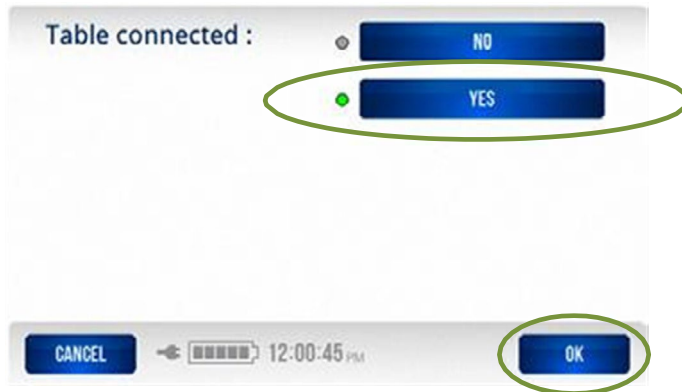 Table connected :
NO
YES
CANCEL 12:00:45 PM OK